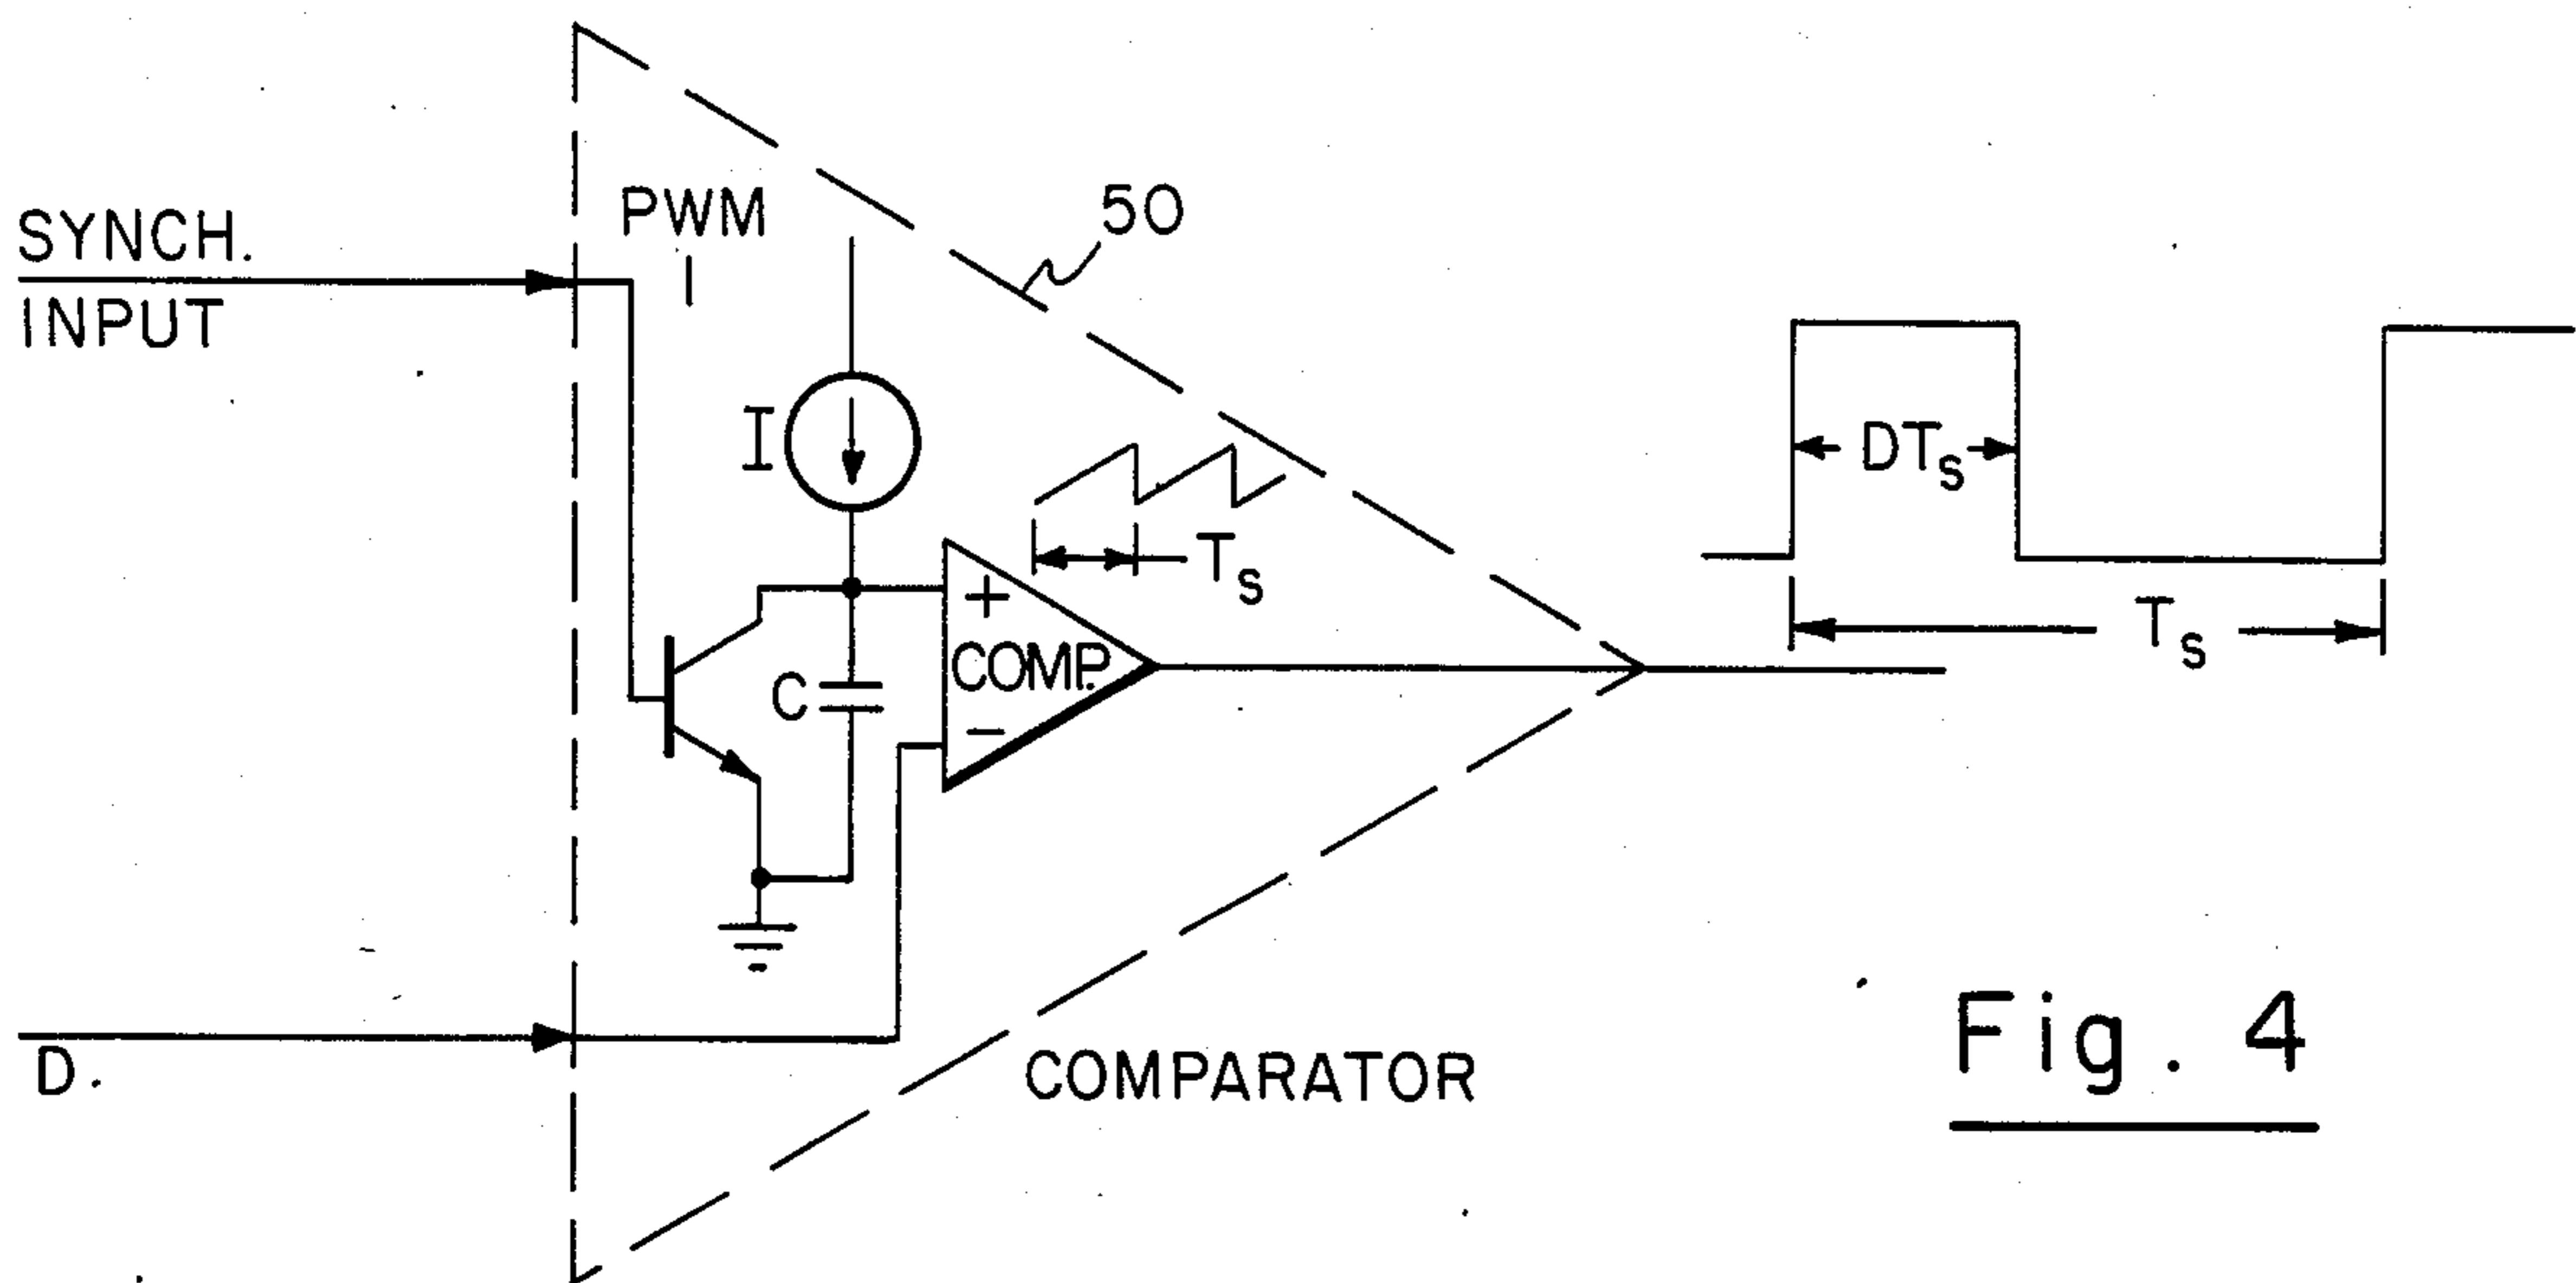 SYNCH.
INPUT
PWM
I
50
I
T_s
+
COMP.
−
C
D.
COMPARATOR
DT_s
T_s
Fig. 4